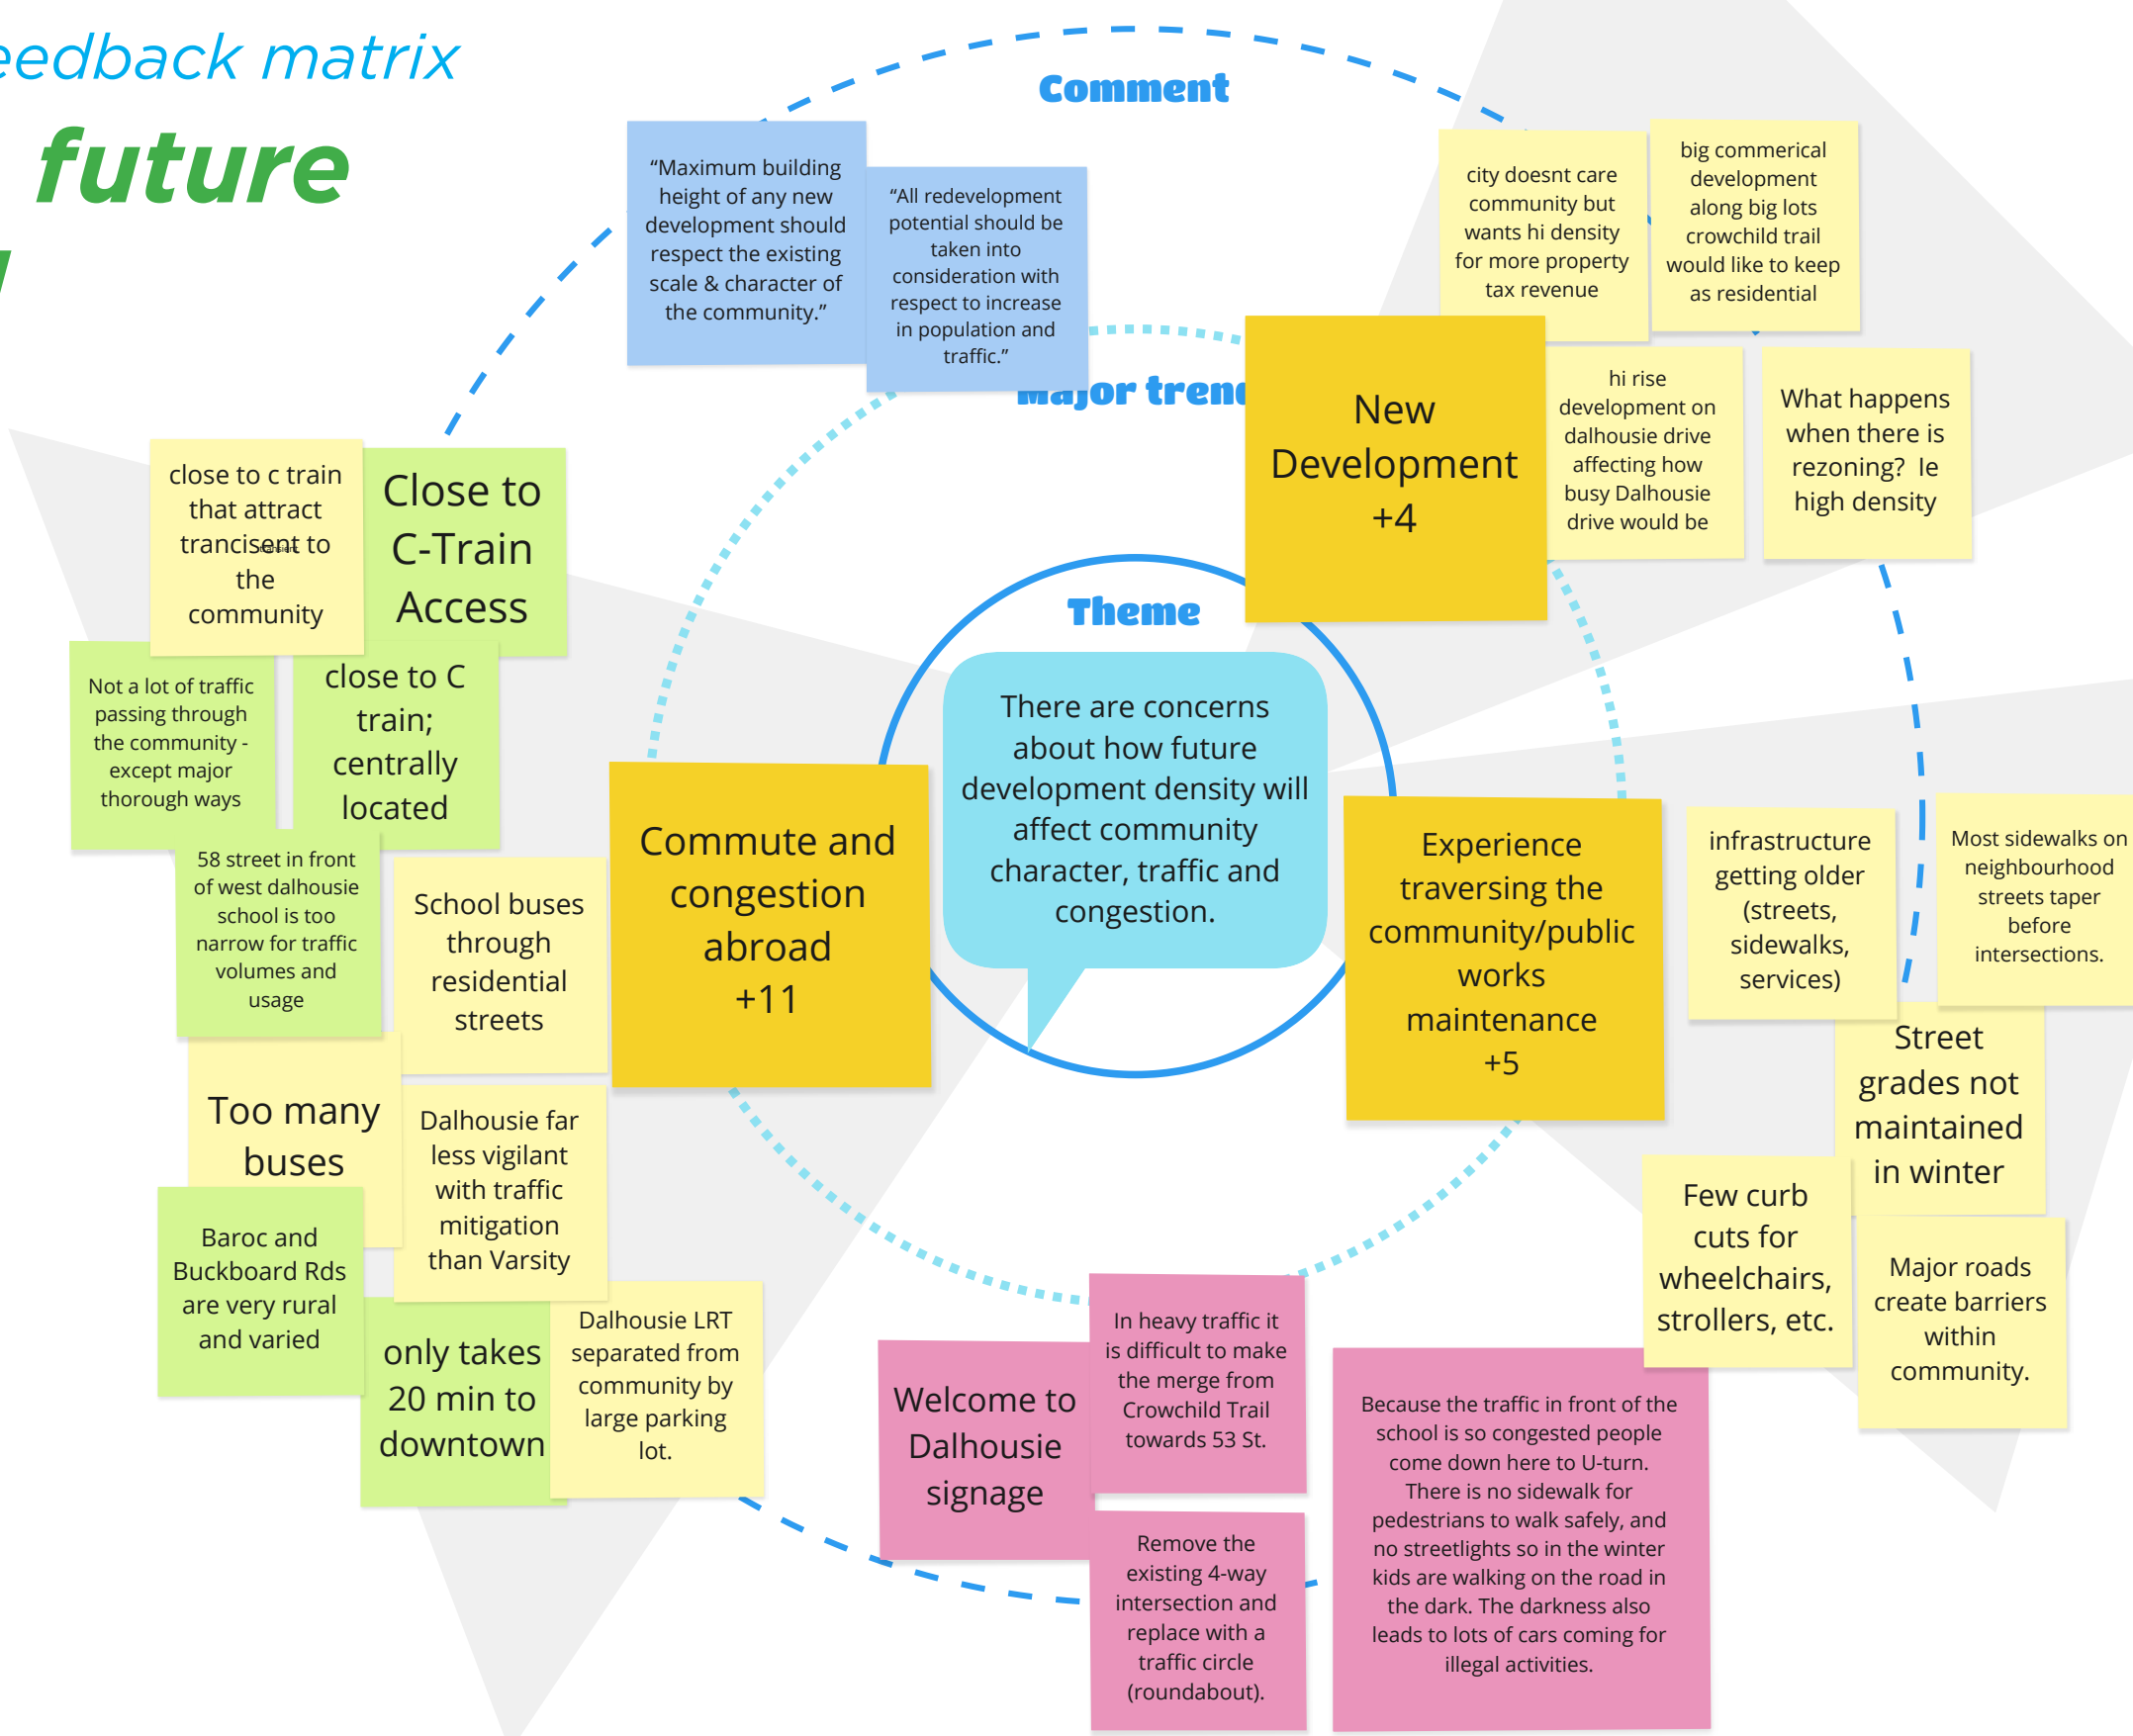 eedback matrix
future
Comment
“Maximum building
height of any new
development should
respect the existing
scale & character of
the community.”
“All redevelopment
potential should be
taken into
consideration with
respect to increase
in population and
traffic.”
city doesnt care
community but
wants hi density
for more property
tax revenue
big commerical
development
along big lots
crowchild trail
would like to keep
as residential
Major trend
New
Development
+4
hi rise
development on
dalhousie drive
affecting how
busy Dalhousie
drive would be
What happens
when there is
rezoning?  Ie
high density
close to c train
that attract
trancisent to
the
community
Close to
C-Train
Access
Not a lot of traffic
passing through
the community -
except major
thorough ways
close to C
train;
centrally
located
Theme
There are concerns
about how future
development density will
affect community
character, traffic and
congestion.
Commute and
congestion
abroad
+11
Experience
traversing the
community/public
works
maintenance
+5
58 street in front
of west dalhousie
school is too
narrow for traffic
volumes and
usage
School buses
through
residential
streets
infrastructure
getting older
(streets,
sidewalks,
services)
Most sidewalks on
neighbourhood
streets taper
before
intersections.
Too many
buses
Dalhousie far
less vigilant
with traffic
mitigation
than Varsity
Street
grades not
maintained
in winter
Few curb
cuts for
wheelchairs,
strollers, etc.
Major roads
create barriers
within
community.
Baroc and
Buckboard Rds
are very rural
and varied
only takes
20 min to
downtown
Dalhousie LRT
separated from
community by
large parking
lot.
Welcome to
Dalhousie
signage
In heavy traffic it
is difficult to make
the merge from
Crowchild Trail
towards 53 St.
Remove the
existing 4-way
intersection and
replace with a
traffic circle
(roundabout).
Because the traffic in front of the
school is so congested people
come down here to U-turn.
There is no sidewalk for
pedestrians to walk safely, and
no streetlights so in the winter
kids are walking on the road in
the dark. The darkness also
leads to lots of cars coming for
illegal activities.